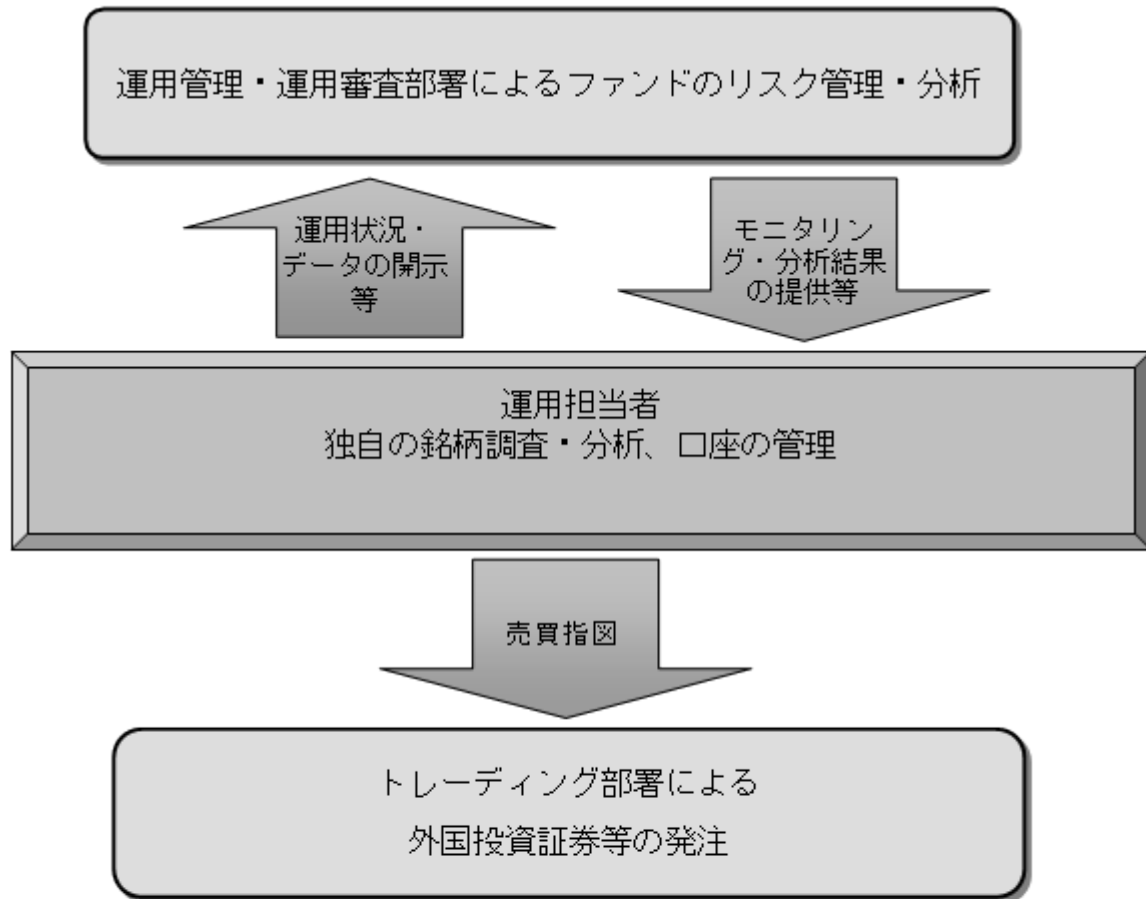 運用管理・運用審査部署によるファンドのリスク管理・分析
運用状況・
データの開示
等
モニタリン
グ・分析結果
の提供等
運用担当者
独自の銘柄調査・分析、口座の管理
売買指図
トレーディング部署による
外国投資証券等の発注